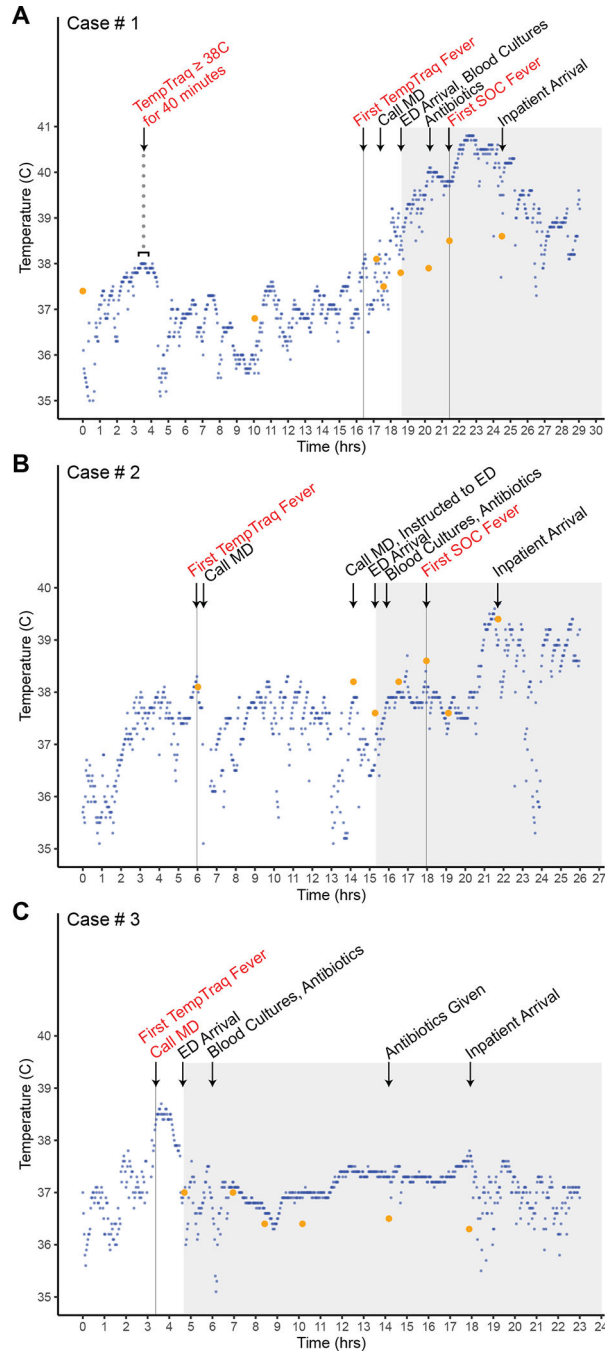 A
Case # 1
TempTraq ≥ 38C
for 40 minutes
First TempTraq Fever
Call MD
ED Arrival, Blood Cultures
Antibiotics
First SOC Fever
Inpatient Arrival
Temperature (C)
41
40
39
38
37
36
35
0 1 2 3 4 5 6 7 8 9 10 11 12 13 14 15 16 17 18 19 20 21 22 23 24 25 26 27 28 29 30
Time (hrs)
B
Case # 2
First TempTraq Fever
Call MD
Call MD, Instructed to ED
ED Arrival
Blood Cultures, Antibiotics
First SOC Fever
Inpatient Arrival
Temperature (C)
40
39
38
37
36
35
0 1 2 3 4 5 6 7 8 9 10 11 12 13 14 15 16 17 18 19 20 21 22 23 24 25 26 27
Time (hrs)
C
Case # 3
First TempTraq Fever
Call MD
ED Arrival
Blood Cultures, Antibiotics
Antibiotics Given
Inpatient Arrival
Temperature (C)
40
39
38
37
36
35
0 1 2 3 4 5 6 7 8 9 10 11 12 13 14 15 16 17 18 19 20 21 22 23 24
Time (hrs)